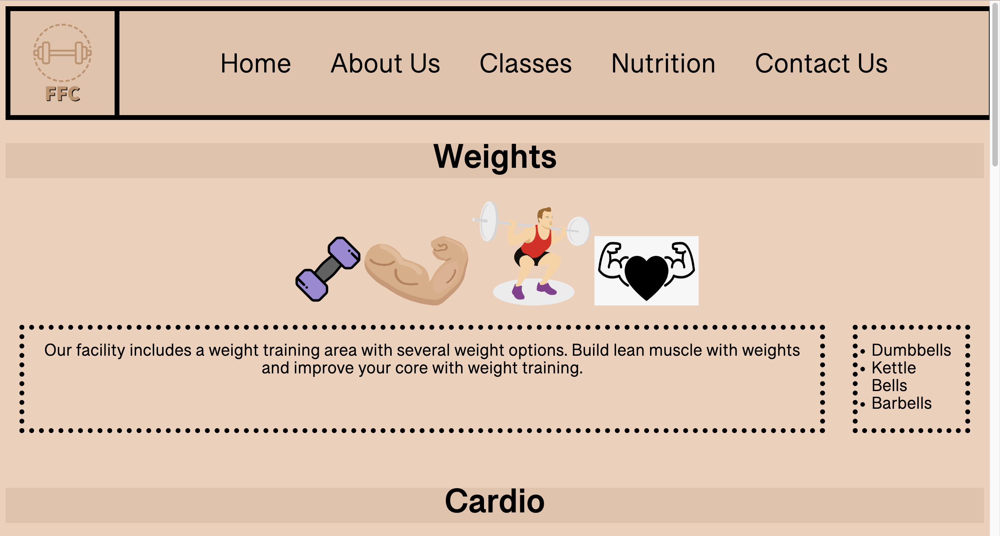 FFC
Home About Us Classes Nutrition Contact Us
Weights
Our facility includes a weight training area with several weight options. Build lean muscle with weights
and improve your core with weight training.
• Dumbbells
• Kettle
Bells
• Barbells
Cardio